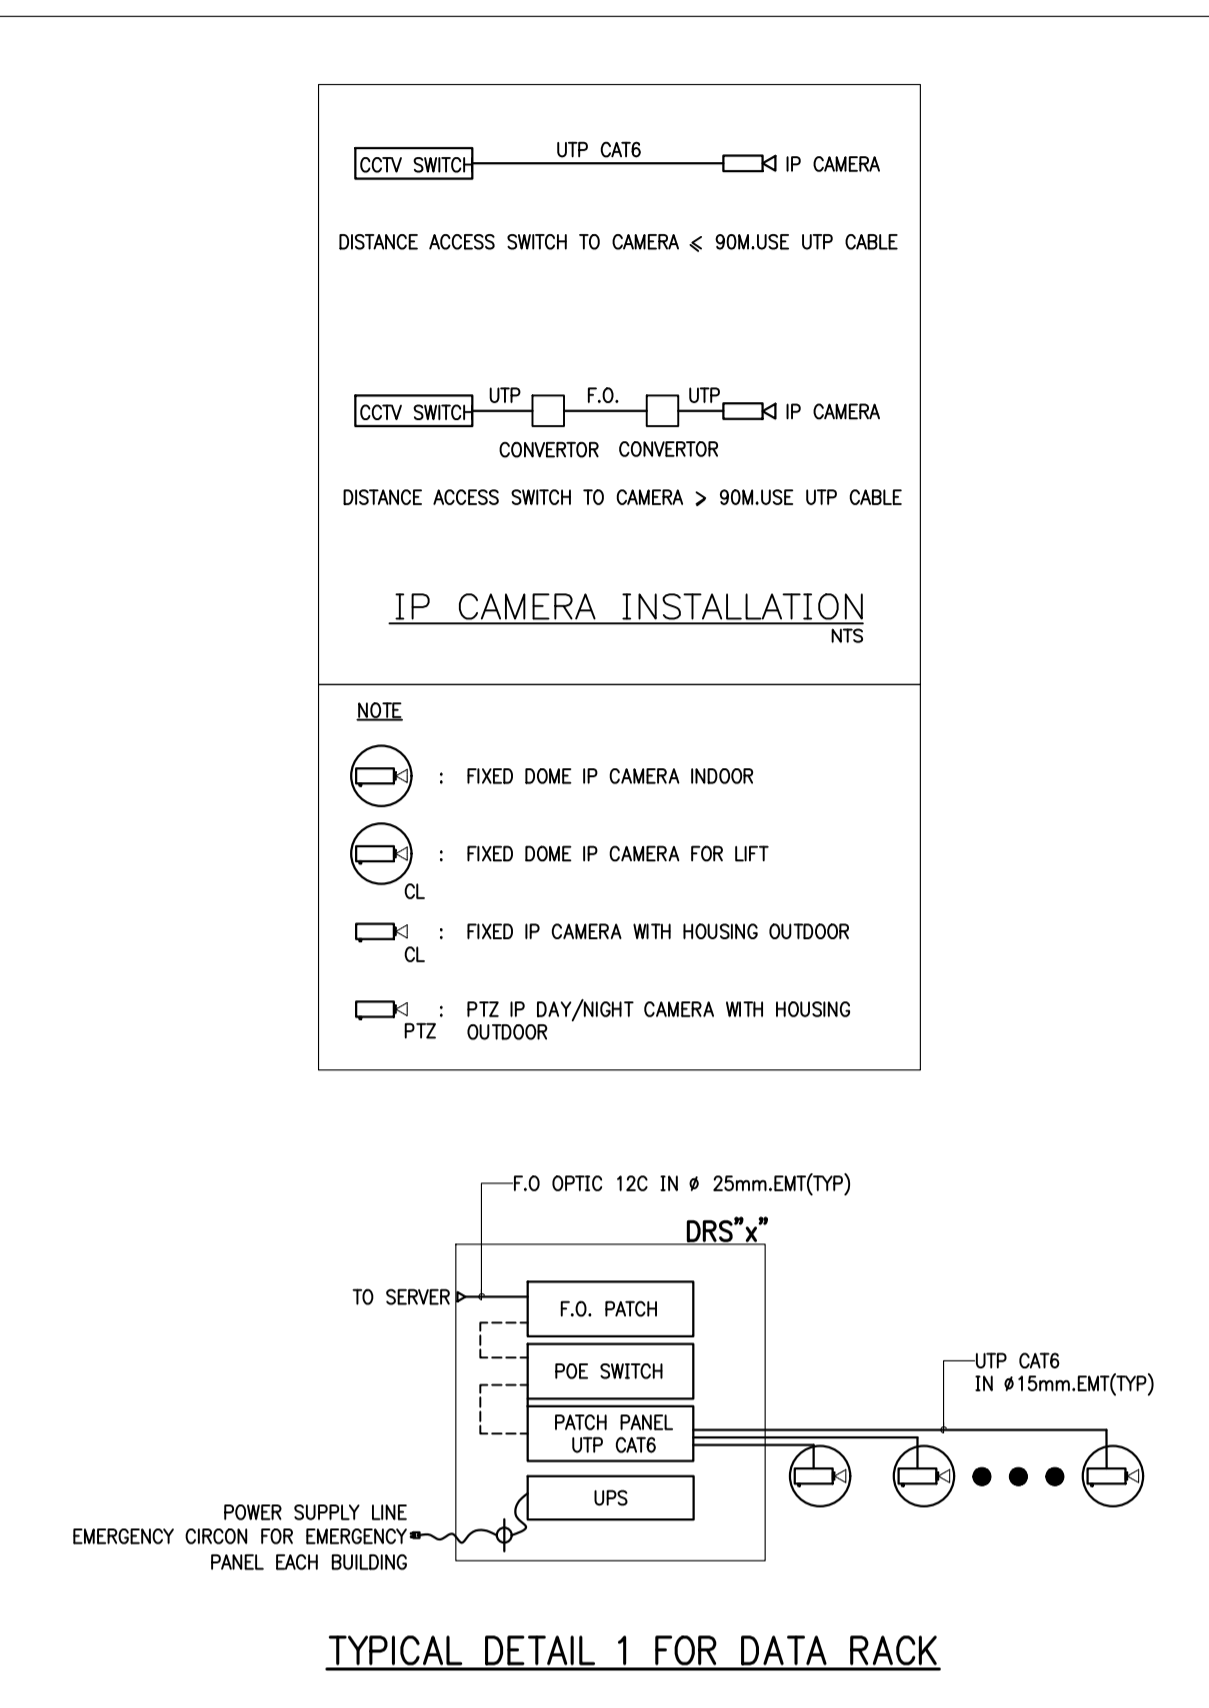 UTP CAT6
CCTV SWITCH
IP CAMERA
DISTANCE ACCESS SWITCH TO CAMERA ⩽ 90M.USE UTP CABLE
UTP
F.O.
UTP
CCTV SWITCH
IP CAMERA
CONVERTOR
CONVERTOR
DISTANCE ACCESS SWITCH TO CAMERA > 90M.USE UTP CABLE
IP CAMERA INSTALLATION
NTS
NOTE
: FIXED DOME IP CAMERA INDOOR
: FIXED DOME IP CAMERA FOR LIFT
CL
: FIXED IP CAMERA WITH HOUSING OUTDOOR
CL
: PTZ IP DAY/NIGHT CAMERA WITH HOUSING
PTZ OUTDOOR
F.O OPTIC 12C IN ø 25mm.EMT(TYP)
DRS"x"
TO SERVER
F.O. PATCH
POE SWITCH
UTP CAT6
IN ø15mm.EMT(TYP)
PATCH PANEL
UTP CAT6
UPS
POWER SUPPLY LINE
EMERGENCY CIRCON FOR EMERGENCY
PANEL EACH BUILDING
TYPICAL DETAIL 1 FOR DATA RACK